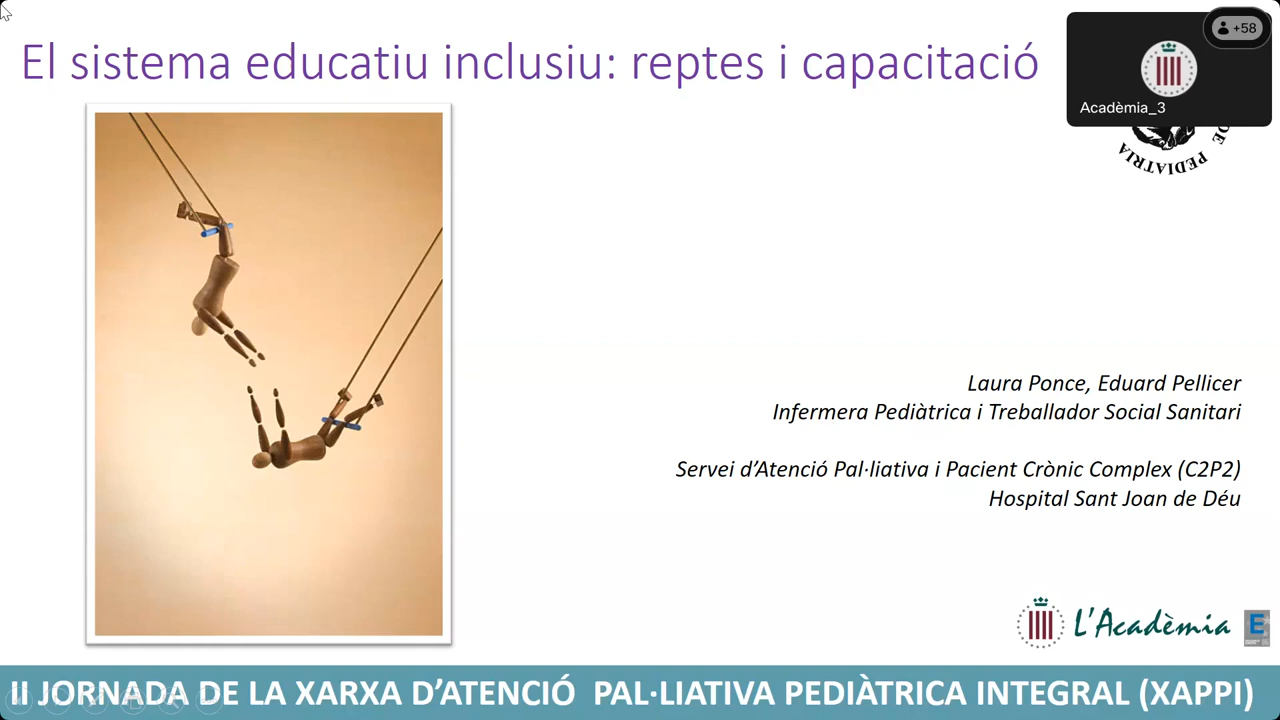 El sistema educatiu inclusiu: reptes i capacitació
+58
Acadèmia_3
DE PEDIATRIA
Laura Ponce, Eduard Pellicer
Infermera Pediàtrica i Treballador Social Sanitari
Servei d’Atenció Pal·liativa i Pacient Crònic Complex (C2P2)
Hospital Sant Joan de Déu
L'Acadèmia
E
II JORNADA DE LA XARXA D’ATENCIÓ PAL·LIATIVA PEDIÀTRICA INTEGRAL (XAPPI)